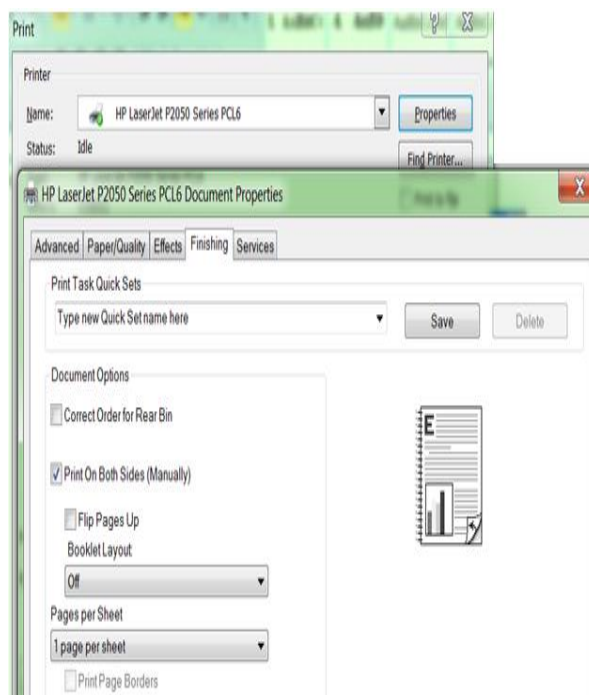 Print
Printer
Name: HP LaserJet P2050 Series PCL6 Properties
Status: Idle
Find Printer...
HP LaserJet P2050 Series PCL6 Document Properties
Advanced Paper/Quality Effects Finishing Services
Print Task Quick Sets
Type new Quick Set name here Save Delete
Document Options
Correct Order for Rear Bin
Print On Both Sides (Manually)
E
Flip Pages Up
Booklet Layout
Off
Pages per Sheet
1 page per sheet
Print Page Borders